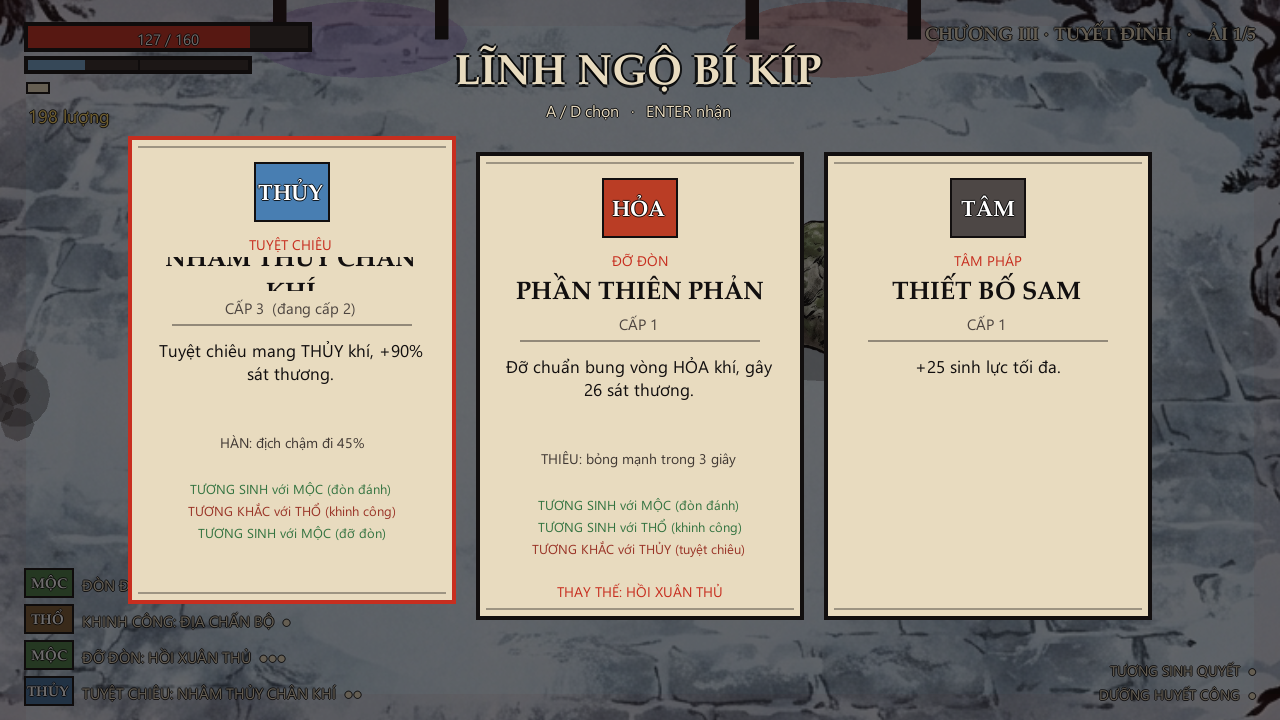 127 / 160
CHƯƠNG III · TUYẾT ĐỈNH · ẢI 1/5
LĨNH NGỘ BÍ KÍP
A / D chọn · ENTER nhận
198 lượng
THỦY
TUYỆT CHIÊU
NHÂM THỦY CHÂN
KHÍ
CẤP 3 (đang cấp 2)
Tuyệt chiêu mang THỦY khí, +90%
sát thương.
HÀN: địch chậm đi 45%
TƯƠNG SINH với MỘC (đòn đánh)
TƯƠNG KHẮC với THỔ (khinh công)
TƯƠNG SINH với MỘC (đỡ đòn)
HỎA
ĐỠ ĐÒN
PHẦN THIÊN PHẢN
CẤP 1
Đỡ chuẩn bung vòng HỎA khí, gây
26 sát thương.
THIÊU: bỏng mạnh trong 3 giây
TƯƠNG SINH với MỘC (đòn đánh)
TƯƠNG SINH với THỔ (khinh công)
TƯƠNG KHẮC với THỦY (tuyệt chiêu)
THAY THẾ: HỒI XUÂN THỦ
TÂM
TÂM PHÁP
THIẾT BỐ SAM
CẤP 1
+25 sinh lực tối đa.
MỘC ĐÒN Đ
THỔ KHINH CÔNG: ĐỊA CHẤN BỘ
MỘC ĐỠ ĐÒN: HỒI XUÂN THỦ
THỦY TUYỆT CHIÊU: NHÂM THỦY CHÂN KHÍ
TƯƠNG SINH QUYẾT
DƯỠNG HUYẾT CÔNG